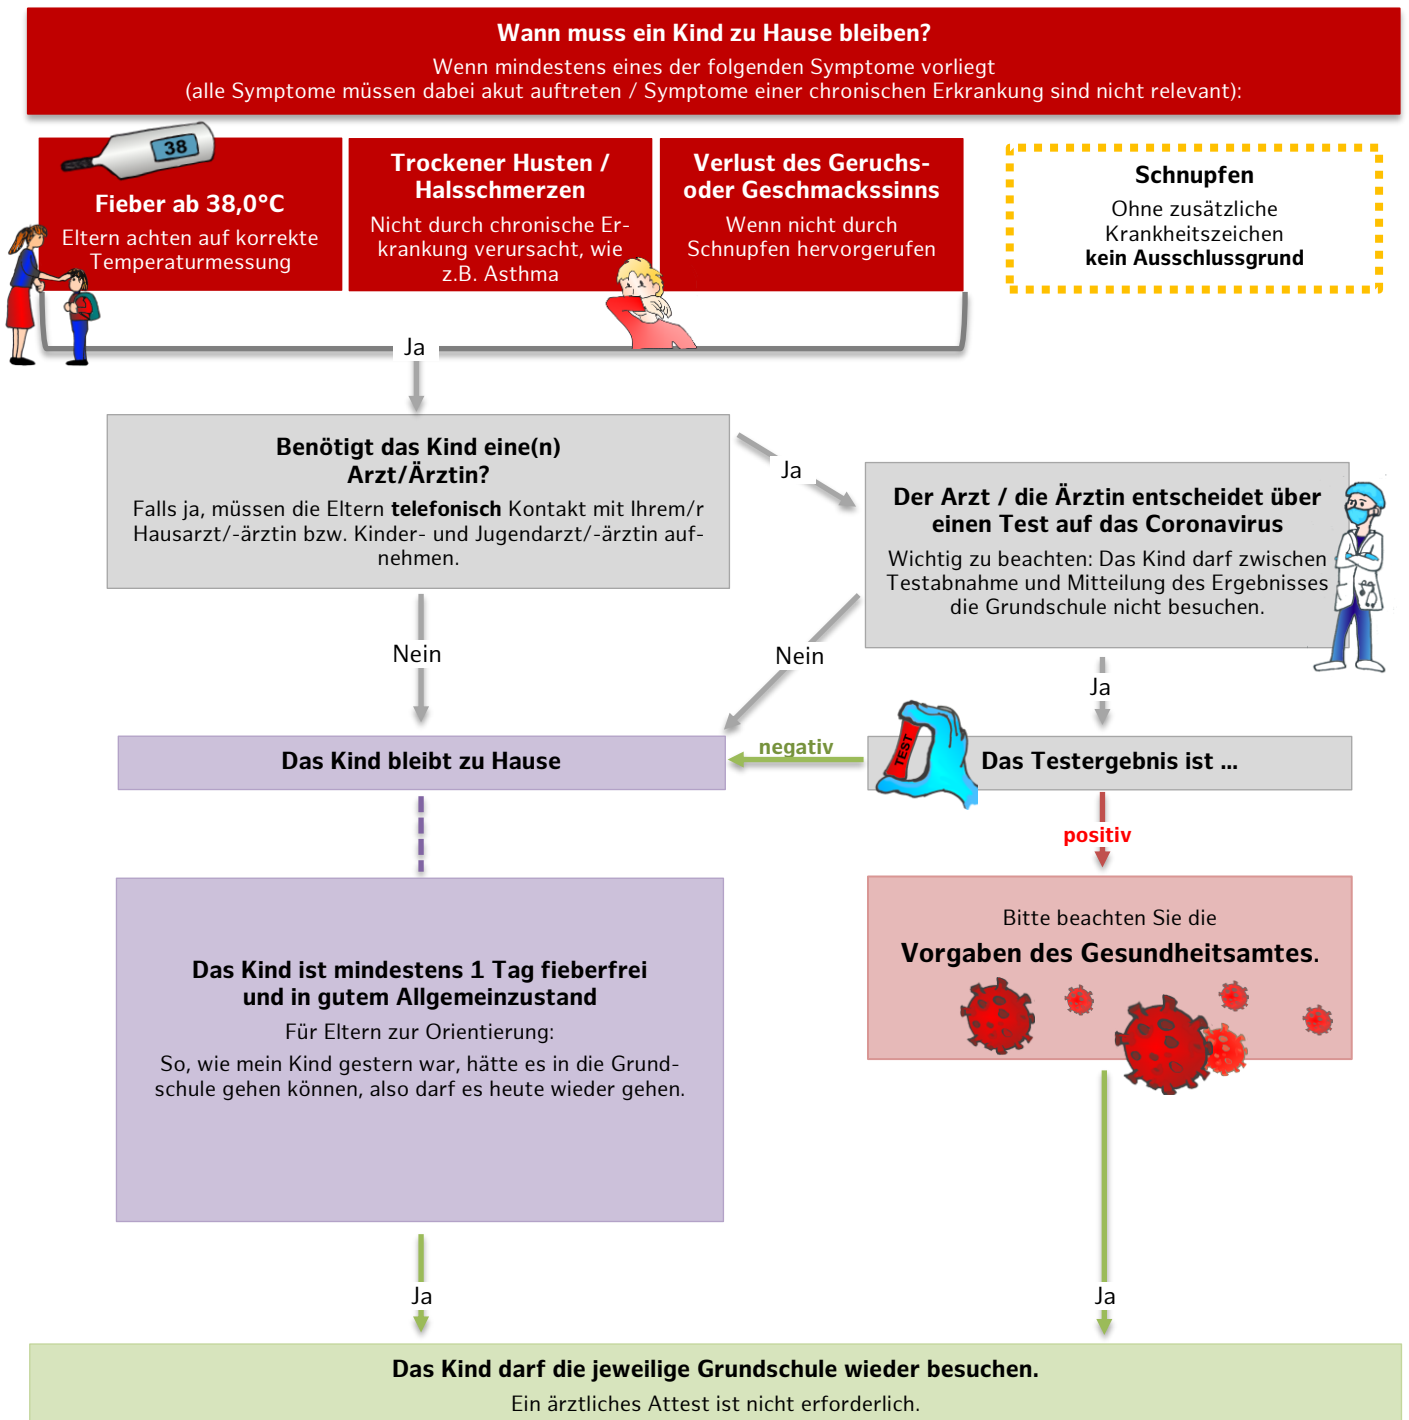 Wann muss ein Kind zu Hause bleiben?
Wenn mindestens eines der folgenden Symptome vorliegt
(alle Symptome müssen dabei akut auftreten / Symptome einer chronischen Erkrankung sind nicht relevant):
38
Fieber ab 38,0°C
Eltern achten auf korrekte
Temperaturmessung
Trockener Husten /
Halsschmerzen
Nicht durch chronische Er-
krankung verursacht, wie
z.B. Asthma
Verlust des Geruchs-
oder Geschmackssinns
Wenn nicht durch
Schnupfen hervorgerufen
Schnupfen
Ohne zusätzliche
Krankheitszeichen
kein Ausschlussgrund
Ja
Benötigt das Kind eine(n)
Arzt/Ärztin?
Falls ja, müssen die Eltern telefonisch Kontakt mit Ihrem/r
Hausarzt/-ärztin bzw. Kinder- und Jugendarzt/-ärztin auf-
nehmen.
Ja
Der Arzt / die Ärztin entscheidet über
einen Test auf das Coronavirus
Wichtig zu beachten: Das Kind darf zwischen
Testabnahme und Mitteilung des Ergebnisses
die Grundschule nicht besuchen.
Nein
Nein
Ja
Das Kind bleibt zu Hause
negativ
TEST
Das Testergebnis ist ...
positiv
Das Kind ist mindestens 1 Tag fieberfrei
und in gutem Allgemeinzustand
Für Eltern zur Orientierung:
So, wie mein Kind gestern war, hätte es in die Grund-
schule gehen können, also darf es heute wieder gehen.
Bitte beachten Sie die
Vorgaben des Gesundheitsamtes.
Ja
Ja
Das Kind darf die jeweilige Grundschule wieder besuchen.
Ein ärztliches Attest ist nicht erforderlich.